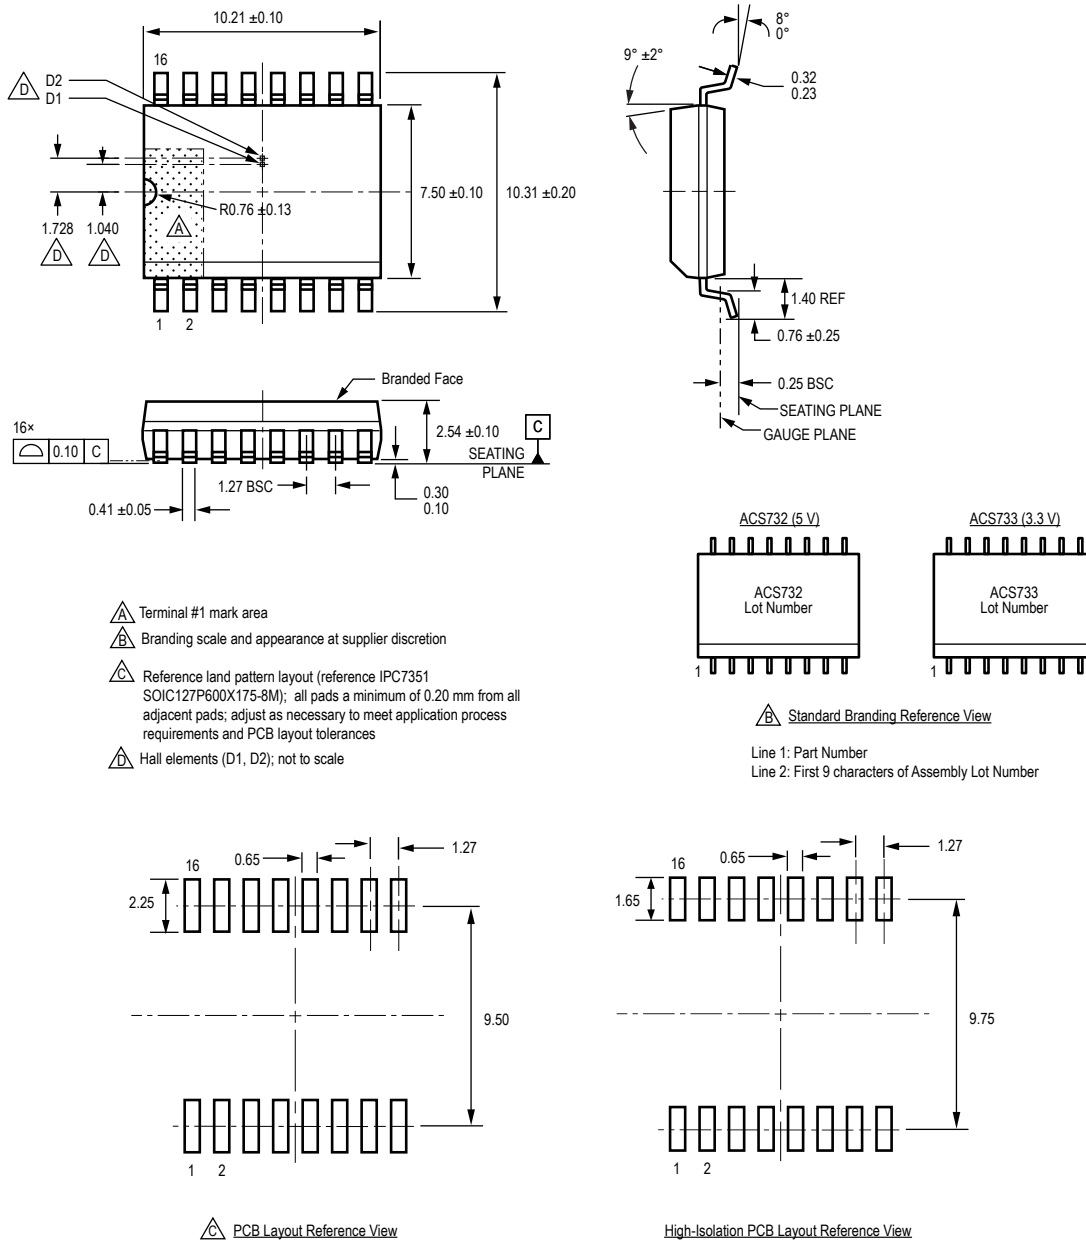 10.21 ±0.10
16
D
D2
D1
R0.76 ±0.13
A
1.728
D
1.040
D
7.50 ±0.10
10.31 ±0.20
1 2
8°
0°
9° ±2°
0.32
0.23
1.40 REF
0.76 ±0.25
0.25 BSC
SEATING PLANE
GAUGE PLANE
Branded Face
16×
0.10 C
2.54 ±0.10
C
SEATING
PLANE
1.27 BSC
0.41 ±0.05
0.30
0.10
A Terminal #1 mark area
B Branding scale and appearance at supplier discretion
C Reference land pattern layout (reference IPC7351
SOIC127P600X175-8M); all pads a minimum of 0.20 mm from all
adjacent pads; adjust as necessary to meet application process
requirements and PCB layout tolerances
D Hall elements (D1, D2); not to scale
ACS732 (5 V)
ACS732
Lot Number
1
ACS733 (3.3 V)
ACS733
Lot Number
1
B Standard Branding Reference View
Line 1: Part Number
Line 2: First 9 characters of Assembly Lot Number
16
0.65
1.27
2.25
9.50
1 2
C PCB Layout Reference View
16
0.65
1.27
1.65
9.75
1 2
High-Isolation PCB Layout Reference View